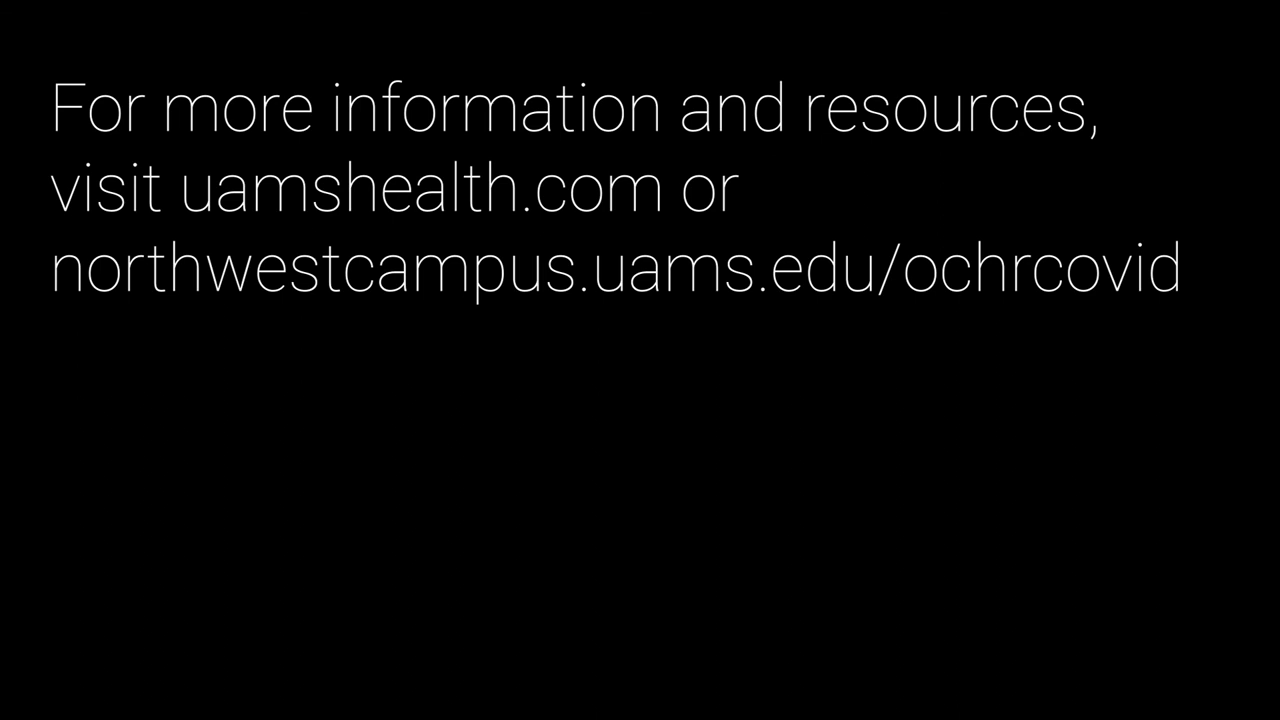 For more information and resources,
visit uamshealth.com or
northwestcampus.uams.edu/ochrcovid